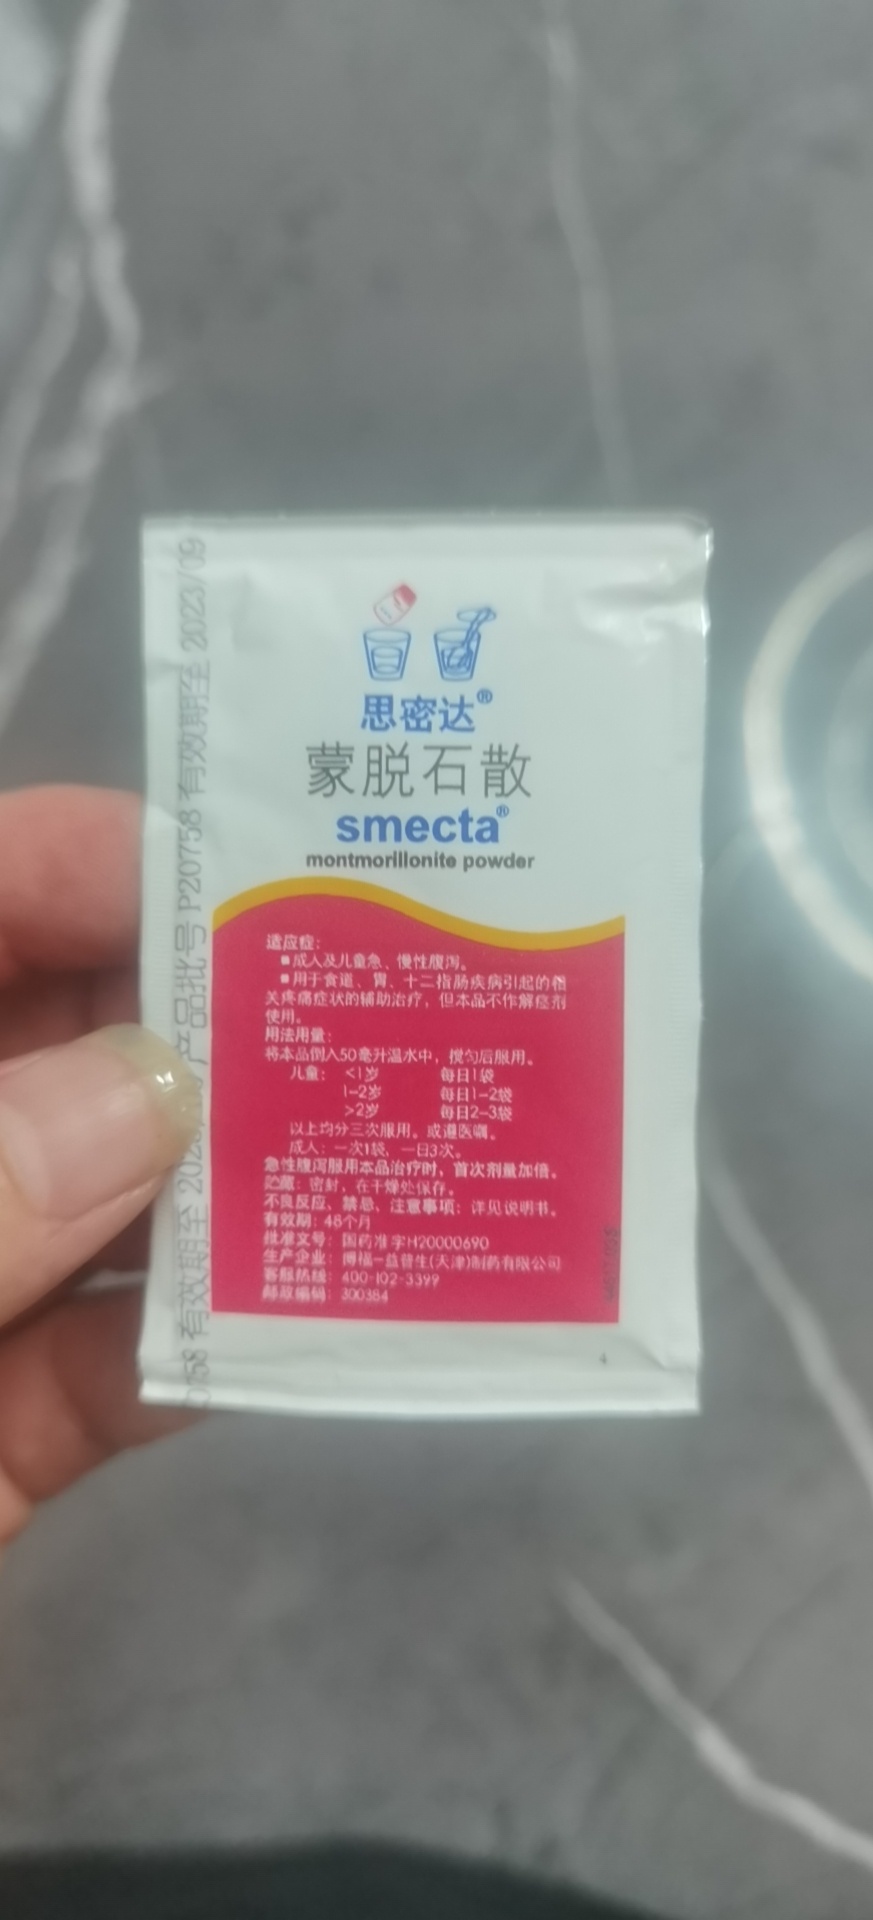 思密达®
蒙脱石散
smecta®
montmorillonite powder
适应症：
■成人及儿童急、慢性腹泻。
■用于食道、胃、十二指肠疾病引起的相
关疼痛症状的辅助治疗，但本品不作解痉剂
使用。
用法用量：
将本品倒入50毫升温水中，搅匀后服用。
儿童： <1岁 每日1袋
1-2岁 每日1-2袋
>2岁 每日2-3袋
以上均分三次服用。或遵医嘱。
成人：一次1袋，一日3次。
急性腹泻服用本品治疗时，首次剂量加倍。
贮藏：密封，在干燥处保存。
不良反应、禁忌、注意事项：详见说明书。
有效期：48个月
批准文号：国药准字H20000690
生产企业：博福-益普生(天津)制药有限公司
客服热线：400-102-3399
邮政编码：300384
有效期至
产品批号 P20758 有效期至 2023/09